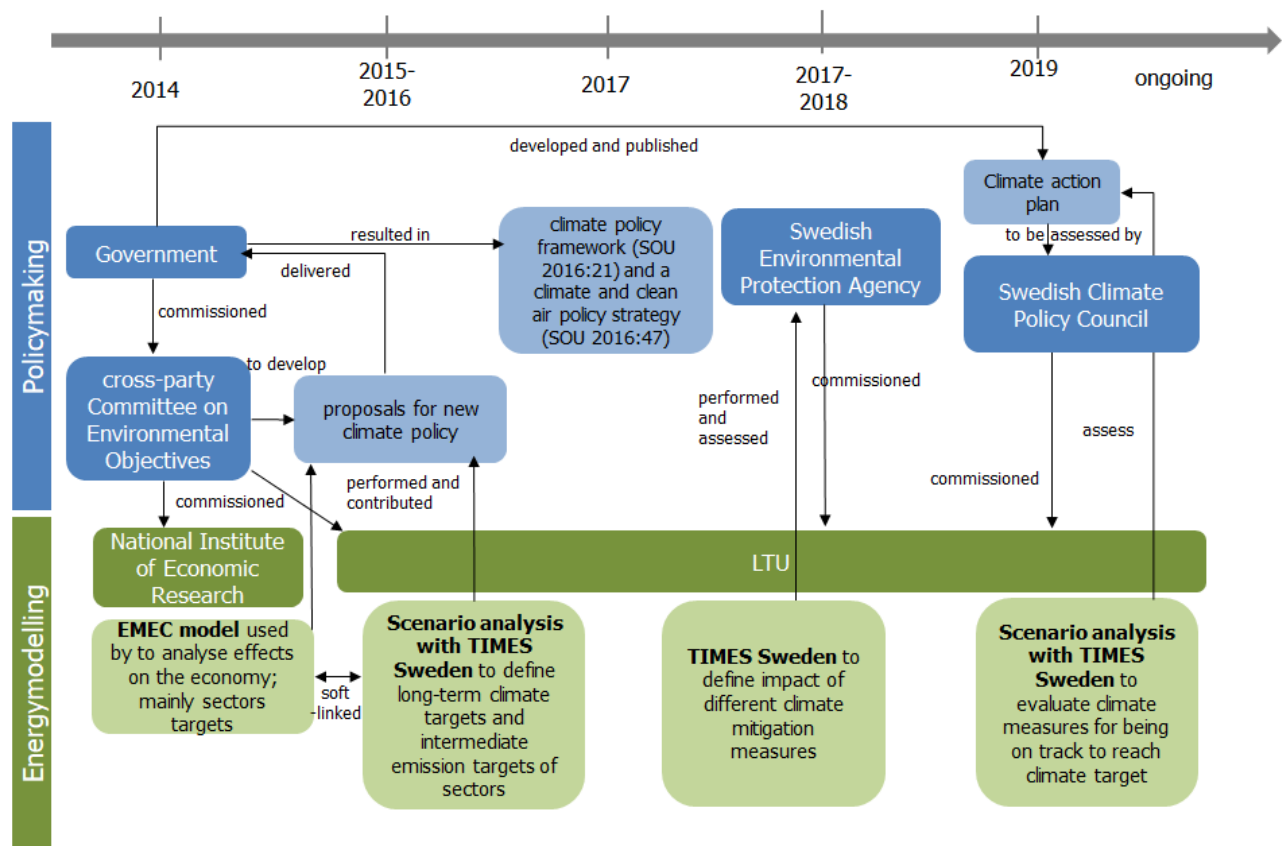 2014
2015-
2016
2017
2017-
2018
2019
ongoing
Policymaking
developed and published
Climate action
plan
Government
resulted in
delivered
climate policy
framework (SOU
2016:21) and a
climate and clean
air policy strategy
(SOU 2016:47)
Swedish
Environmental
Protection Agency
to be assessed by
Swedish Climate
Policy Council
commissioned
cross-party
Committee on
Environmental
Objectives
to develop
proposals for new
climate policy
performed
and
assessed
commissioned
assess
commissioned
performed and
contributed
commissioned
Energymodelling
National Institute
of Economic
Research
LTU
EMEC model used
by to analyse effects
on the economy;
mainly sectors
targets
soft
-linked
Scenario analysis
with TIMES
Sweden to define
long-term climate
targets and
intermediate
emission targets of
sectors
TIMES Sweden to
define impact of
different climate
mitigation
measures
Scenario analysis
with TIMES
Sweden to
evaluate climate
measures for being
on track to reach
climate target